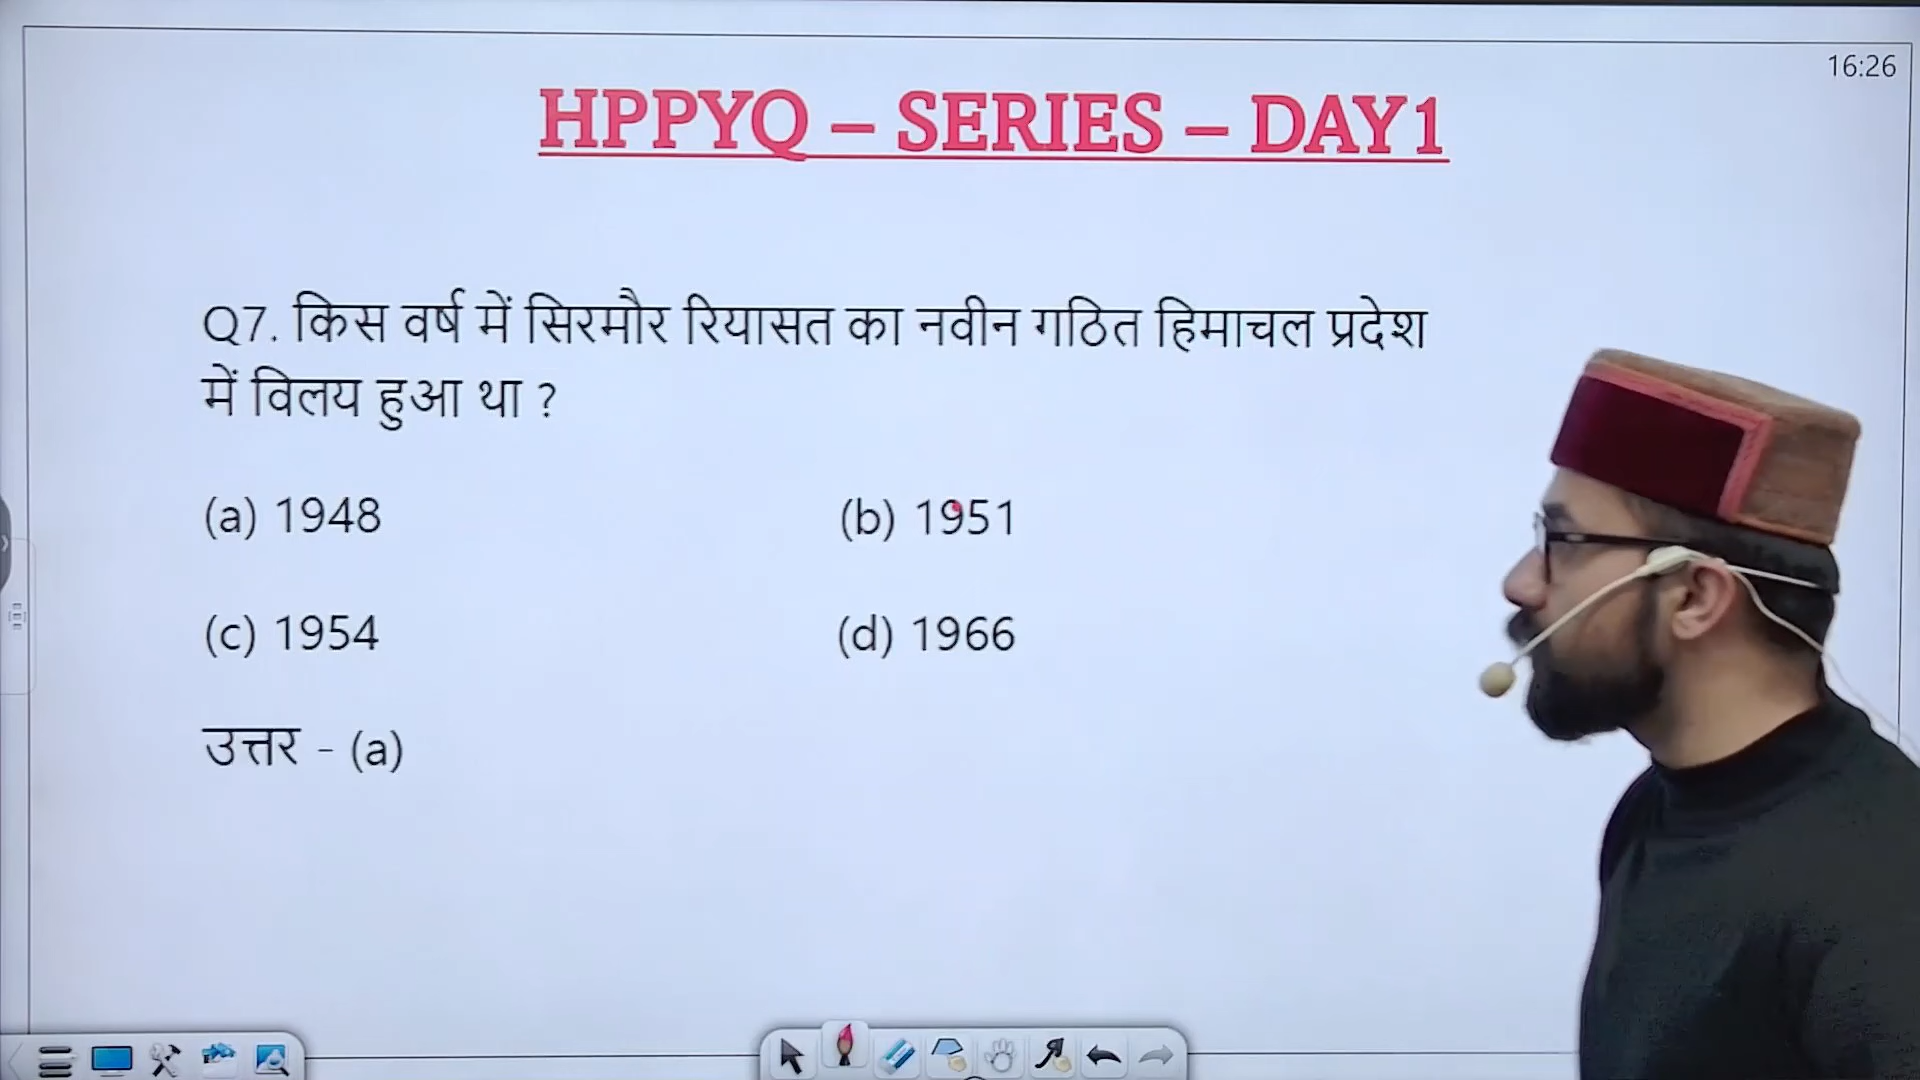 16:26
HPPYQ – SERIES – DAY1
Q7. किस वर्ष में सिरमौर रियासत का नवीन गठित हिमाचल प्रदेश
में विलय हुआ था ?
(a) 1948 (b) 1951
(c) 1954 (d) 1966
उत्तर - (a)